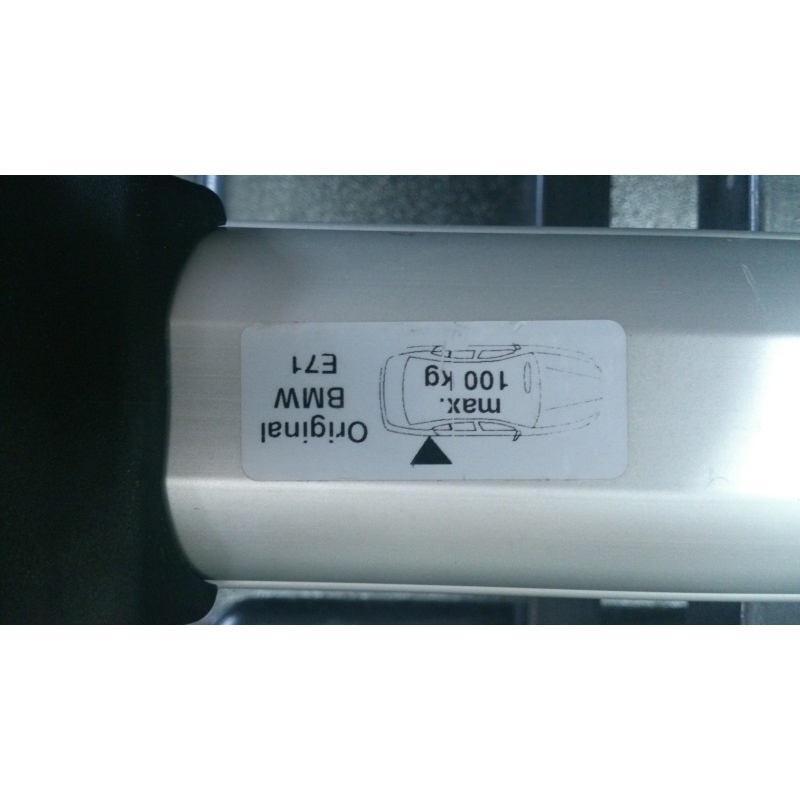 max.
100 kg
Original
BMW
E71